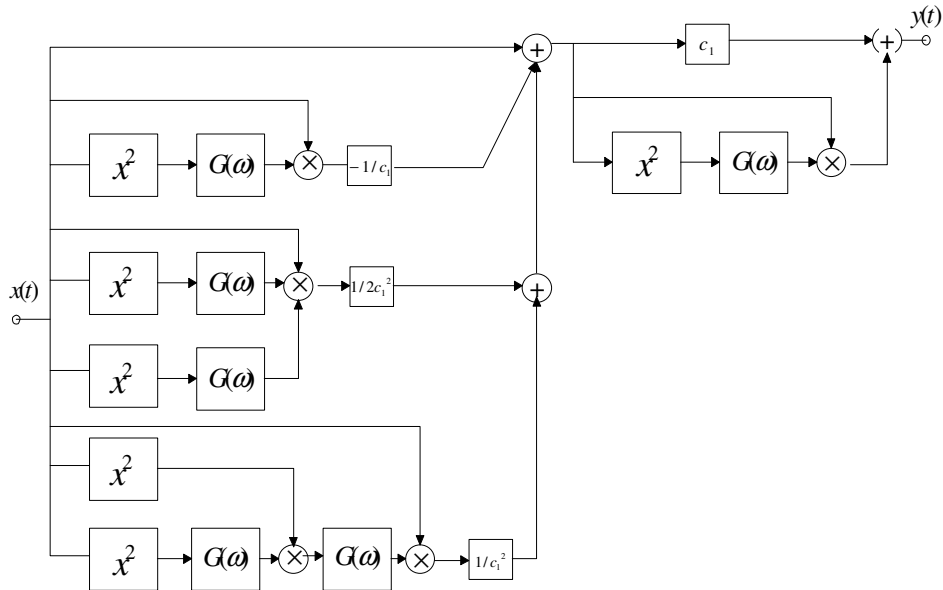 y(t)
+
c₁
(+)
×
x²
G(ω)
×
-1/c₁
x²
G(ω)
×
x(t)
x²
G(ω)
×
1/2c₁²
+
x²
G(ω)
x²
x²
G(ω)
×
G(ω)
×
1/c₁²